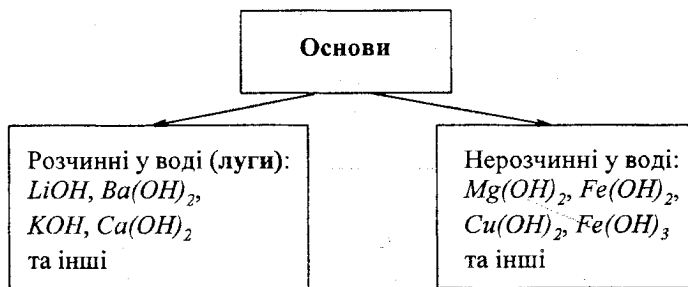 Основи
Розчинні у воді (луги):
LiOH, Ba(OH)₂,
KOH, Ca(OH)₂
та інші
Нерозчинні у воді:
Mg(OH)₂, Fe(OH)₂,
Cu(OH)₂, Fe(OH)₃
та інші